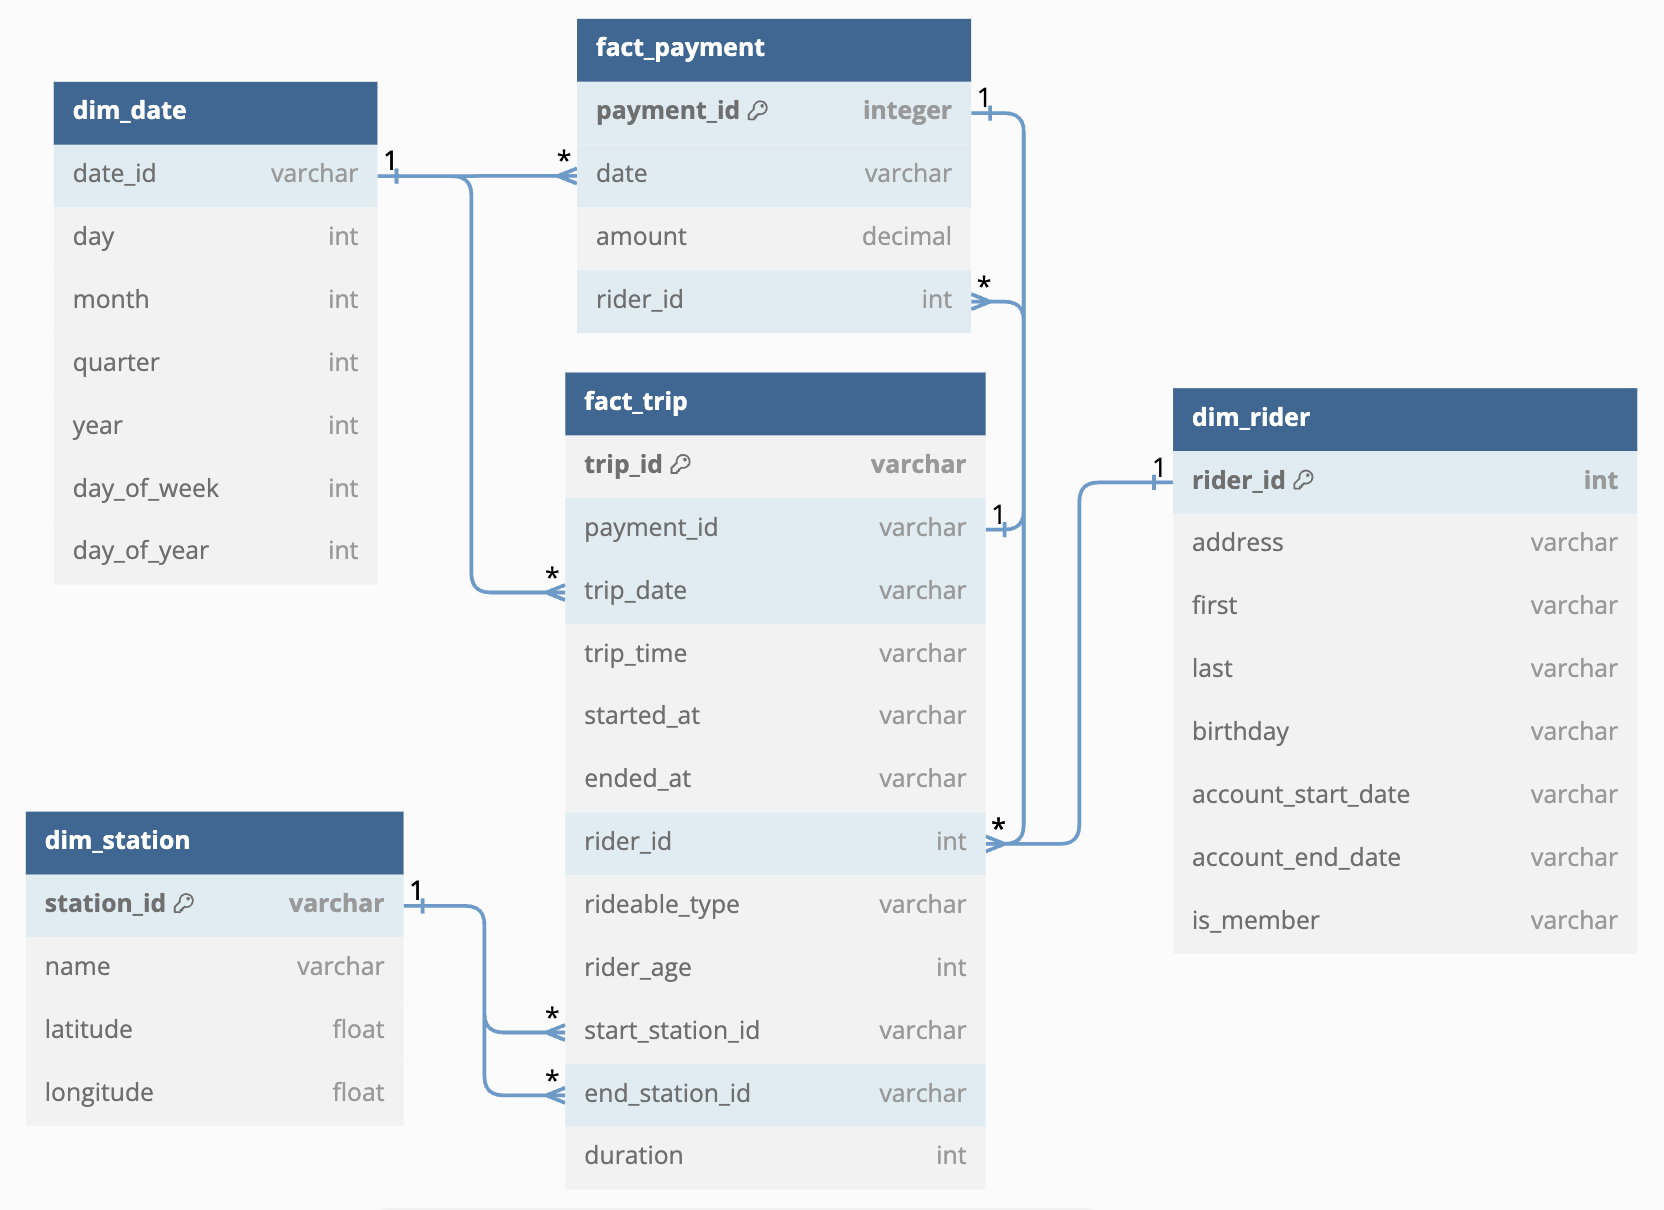 fact_payment
payment_id integer
date varchar
amount decimal
rider_id int
1
*
dim_date
date_id varchar
day int
month int
quarter int
year int
day_of_week int
day_of_year int
1
*
*
fact_trip
trip_id varchar
payment_id varchar
trip_date varchar
trip_time varchar
started_at varchar
ended_at varchar
rider_id int
rideable_type varchar
rider_age int
start_station_id varchar
end_station_id varchar
duration int
1
*
dim_rider
rider_id int
address varchar
first varchar
last varchar
birthday varchar
account_start_date varchar
account_end_date varchar
is_member varchar
1
dim_station
station_id varchar
name varchar
latitude float
longitude float
1
*
*